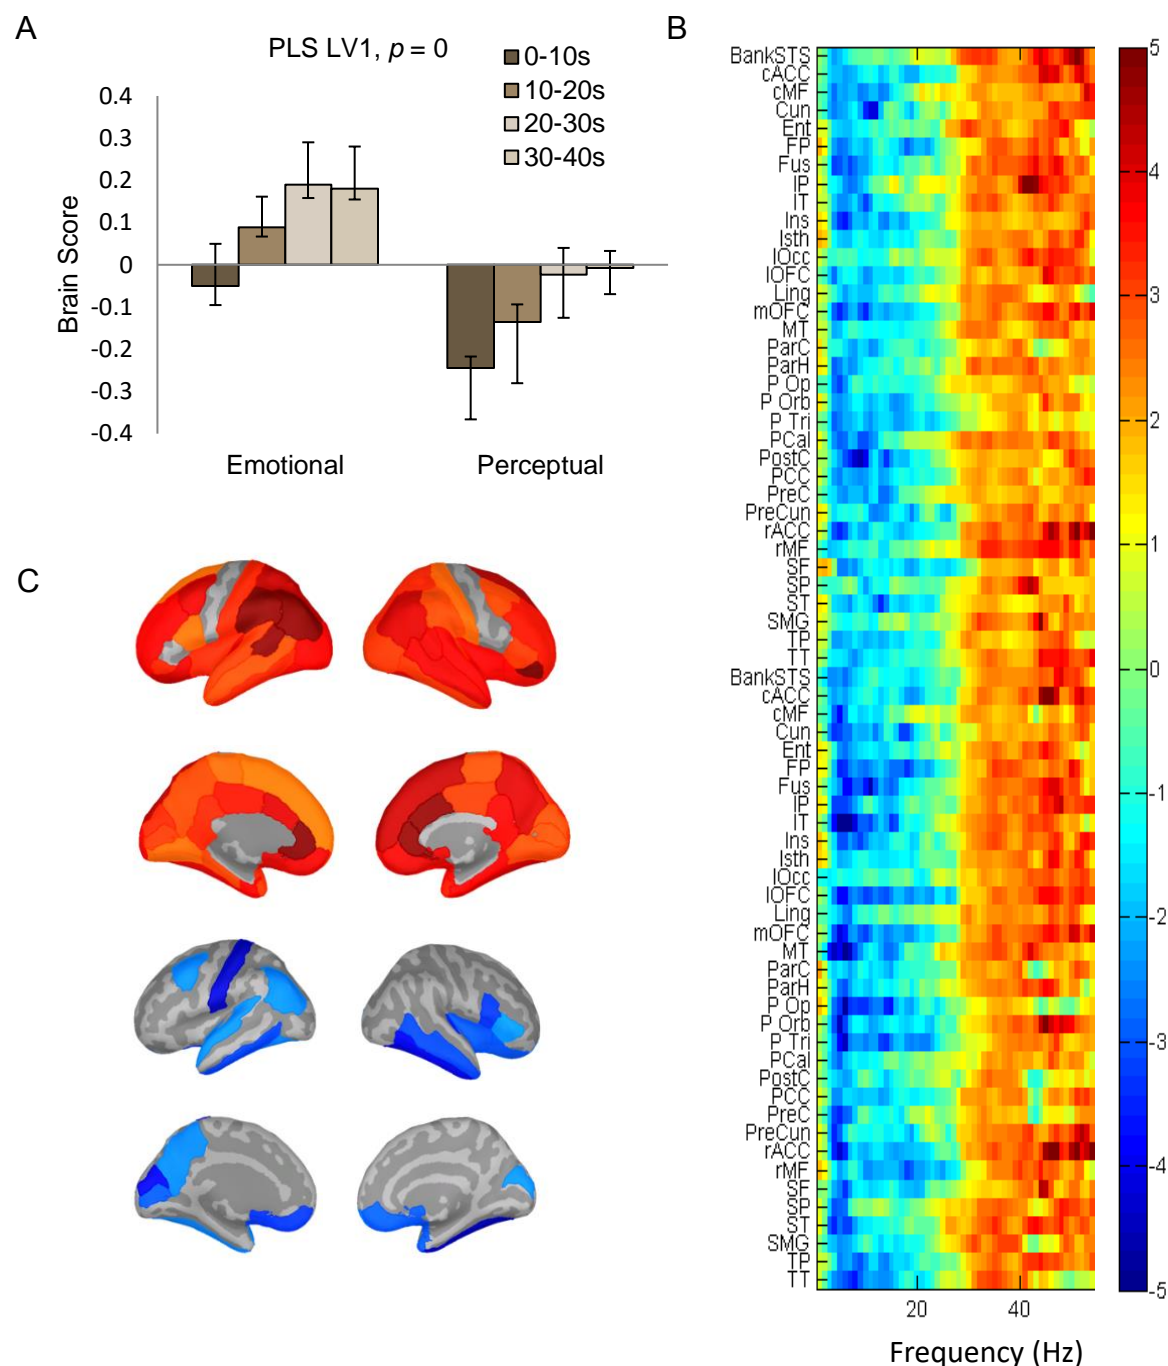 A
PLS LV1, p = 0
0-10s
10-20s
20-30s
30-40s
0.4
0.3
0.2
0.1
0
-0.1
-0.2
-0.3
-0.4
Brain Score
Emotional
Perceptual
B
BankSTS
cACC
cMF
Cun
Ent
FP
Fus
IP
IT
Ins
Isth
lOcc
lOFC
Ling
mOFC
MT
ParC
ParH
P Op
P Orb
P Tri
PCal
PostC
PCC
PreC
PreCun
rACC
rMF
SF
SP
ST
SMG
TP
TT
BankSTS
cACC
cMF
Cun
Ent
FP
Fus
IP
IT
Ins
Isth
lOcc
lOFC
Ling
mOFC
MT
ParC
ParH
P Op
P Orb
P Tri
PCal
PostC
PCC
PreC
PreCun
rACC
rMF
SF
SP
ST
SMG
TP
TT
20
40
Frequency (Hz)
5
4
3
2
1
0
-1
-2
-3
-4
-5
C